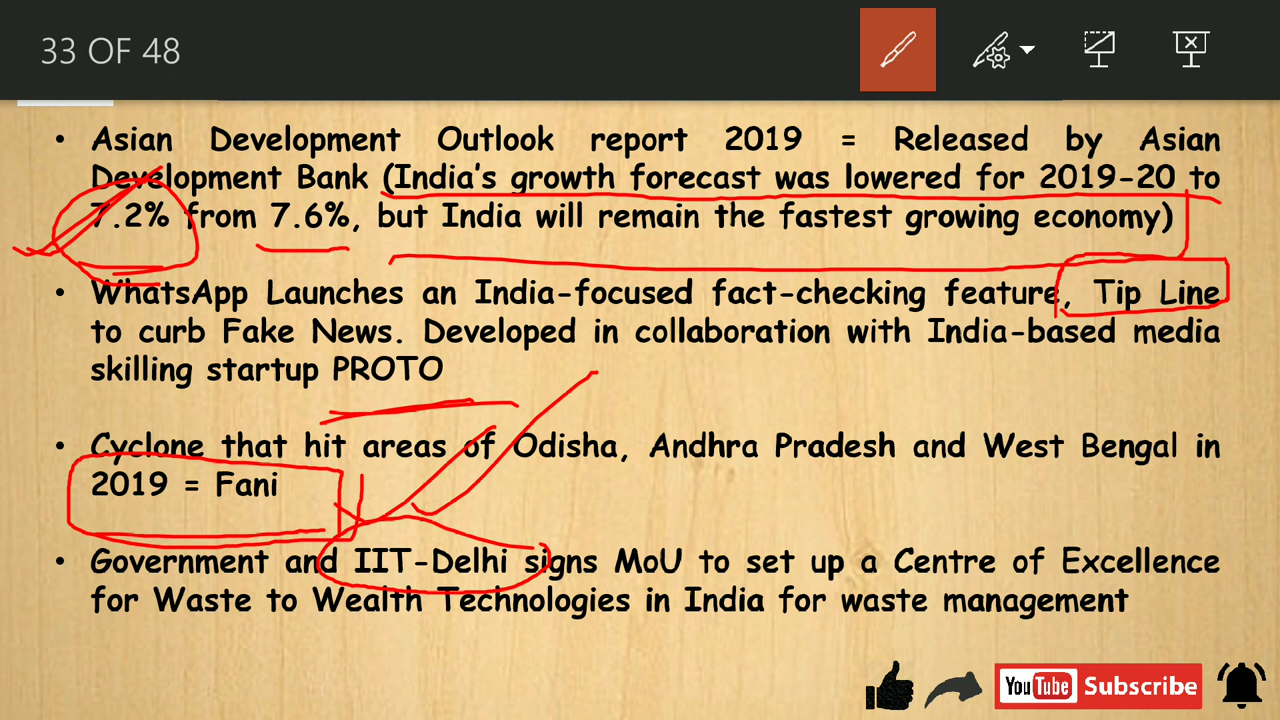 33 OF 48
• Asian Development Outlook report 2019 = Released by Asian
Development Bank (India's growth forecast was lowered for 2019-20 to
7.2% from 7.6%, but India will remain the fastest growing economy)
• WhatsApp Launches an India-focused fact-checking feature, Tip Line
to curb Fake News. Developed in collaboration with India-based media
skilling startup PROTO
• Cyclone that hit areas of Odisha, Andhra Pradesh and West Bengal in
2019 = Fani
• Government and IIT-Delhi signs MoU to set up a Centre of Excellence
for Waste to Wealth Technologies in India for waste management
YouTube Subscribe